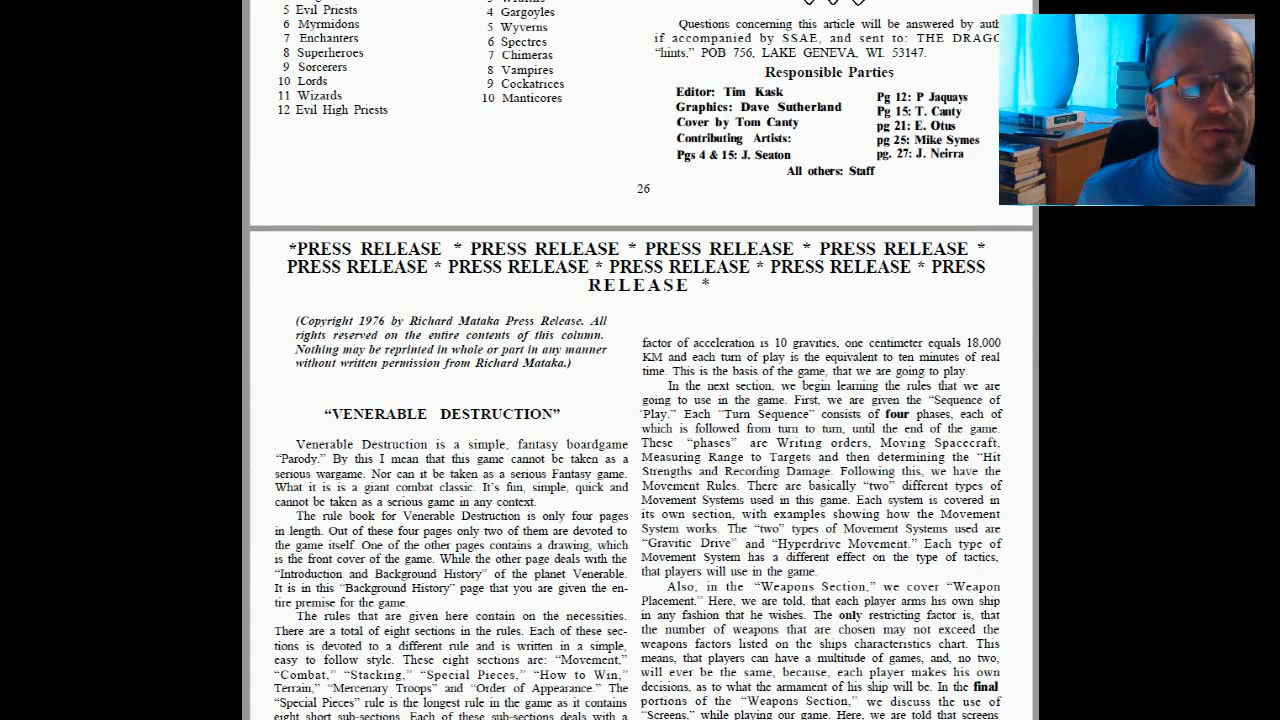 5 Evil Priests
6 Myrmidons
7 Enchanters
8 Superheroes
9 Sorcerers
10 Lords
11 Wizards
12 Evil High Priests
4 Gargoyles
5 Wyverns
6 Spectres
7 Chimeras
8 Vampires
9 Cockatrices
10 Manticores
Questions concerning this article will be answered by auth
if accompanied by SSAE, and sent to: THE DRAGO
“hints,” POB 756, LAKE GENEVA, WI. 53147.
Responsible Parties
Editor: Tim Kask
Graphics: Dave Sutherland
Cover by Tom Canty
Contributing Artists:
Pgs 4 & 15: J. Seaton
Pg 12: P Jaquays
Pg 15: T. Canty
pg 21: E. Otus
pg 25: Mike Symes
pg. 27: J. Neirra
All others: Staff
26
*PRESS RELEASE * PRESS RELEASE * PRESS RELEASE * PRESS RELEASE *
PRESS RELEASE * PRESS RELEASE * PRESS RELEASE * PRESS RELEASE * PRESS
RELEASE *
(Copyright 1976 by Richard Mataka Press Release. All
rights reserved on the entire contents of this column.
Nothing may be reprinted in whole or part in any manner
without written permission from Richard Mataka.)
“VENERABLE DESTRUCTION”
Venerable Destruction is a simple, fantasy boardgame
“Parody.” By this I mean that this game cannot be taken as a
serious wargame. Nor can it be taken as a serious Fantasy game.
What it is is a giant combat classic. It’s fun, simple, quick and
cannot be taken as a serious game in any context.
The rule book for Venerable Destruction is only four pages
in length. Out of these four pages only two of them are devoted to
the game itself. One of the other pages contains a drawing, which
is the front cover of the game. While the other page deals with the
“Introduction and Background History” of the planet Venerable.
It is in this “Background History” page that you are given the en-
tire premise for the game.
The rules that are given here contain on the necessities.
There are a total of eight sections in the rules. Each of these sec-
tions is devoted to a different rule and is written in a simple,
easy to follow style. These eight sections are: “Movement,”
“Combat,” “Stacking,” “Special Pieces,” “How to Win,”
Terrain,” “Mercenary Troops” and “Order of Appearance.” The
“Special Pieces” rule is the longest rule in the game as it contains
eight short sub-sections. Each of these sub-sections deals with a
factor of acceleration is 10 gravities, one centimeter equals 18,000
KM and each turn of play is the equivalent to ten minutes of real
time. This is the basis of the game, that we are going to play.
In the next section, we begin learning the rules that we are
going to use in the game. First, we are given the “Sequence of
Play.” Each “Turn Sequence” consists of four phases, each of
which is followed from turn to turn, until the end of the game.
These “phases” are Writing orders, Moving Spacecraft,
Measuring Range to Targets and then determining the “Hit
Strengths and Recording Damage. Following this, we have the
Movement Rules. There are basically “two” different types of
Movement Systems used in this game. Each system is covered in
its own section, with examples showing how the Movement
System works. The “two” types of Movement Systems used are
“Gravitic Drive” and “Hyperdrive Movement.” Each type of
Movement System has a different effect on the type of tactics,
that players will use in the game.
Also, in the “Weapons Section,” we cover “Weapon
Placement.” Here, we are told, that each player arms his own ship
in any fashion that he wishes. The only restricting factor is, that
the number of weapons that are chosen may not exceed the
weapons factors listed on the ships characteristics chart. This
means, that players can have a multitude of games, and, no two,
will ever be the same, because, each player makes his own
decisions, as to what the armament of his ship will be. In the final
portions of the “Weapons Section,” we discuss the use of
“Screens,” while playing our game. Here, we are told that screens